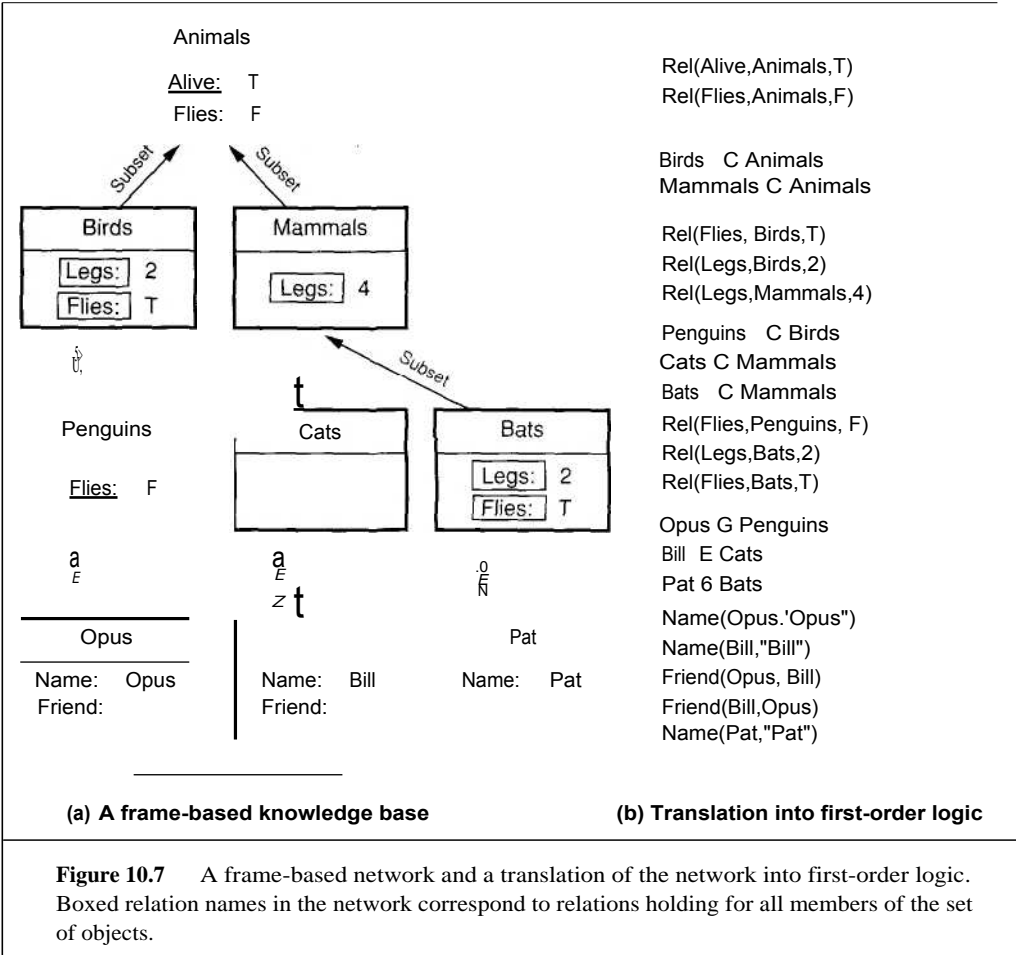 Animals
Alive: T
Flies: F
Subset
Subset
Birds
Legs: 2
Flies: T
Mammals
Legs: 4
Subset
Penguins
Flies: F
t
Cats
Bats
Legs: 2
Flies: T
a
E
a
E
z t
.0
E
N
Opus
Name: Opus
Friend:
Name: Bill
Friend:
Pat
Name: Pat
(a) A frame-based knowledge base
Rel(Alive,Animals,T)
Rel(Flies,Animals,F)
Birds C Animals
Mammals C Animals
Rel(Flies, Birds,T)
Rel(Legs,Birds,2)
Rel(Legs,Mammals,4)
Penguins C Birds
Cats C Mammals
Bats C Mammals
Rel(Flies,Penguins, F)
Rel(Legs,Bats,2)
Rel(Flies,Bats,T)
Opus G Penguins
Bill E Cats
Pat 6 Bats
Name(Opus.'Opus")
Name(Bill,"Bill")
Friend(Opus, Bill)
Friend(Bill,Opus)
Name(Pat,"Pat")
(b) Translation into first-order logic
Figure 10.7 A frame-based network and a translation of the network into first-order logic.
Boxed relation names in the network correspond to relations holding for all members of the set
of objects.